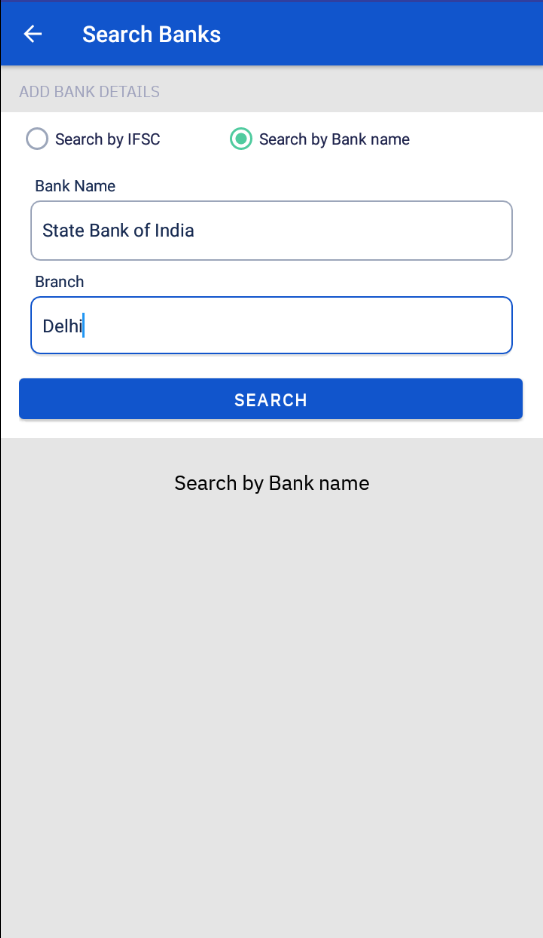 Search Banks
ADD BANK DETAILS
Search by IFSC Search by Bank name
Bank Name
State Bank of India
Branch
Delhi
SEARCH
Search by Bank name